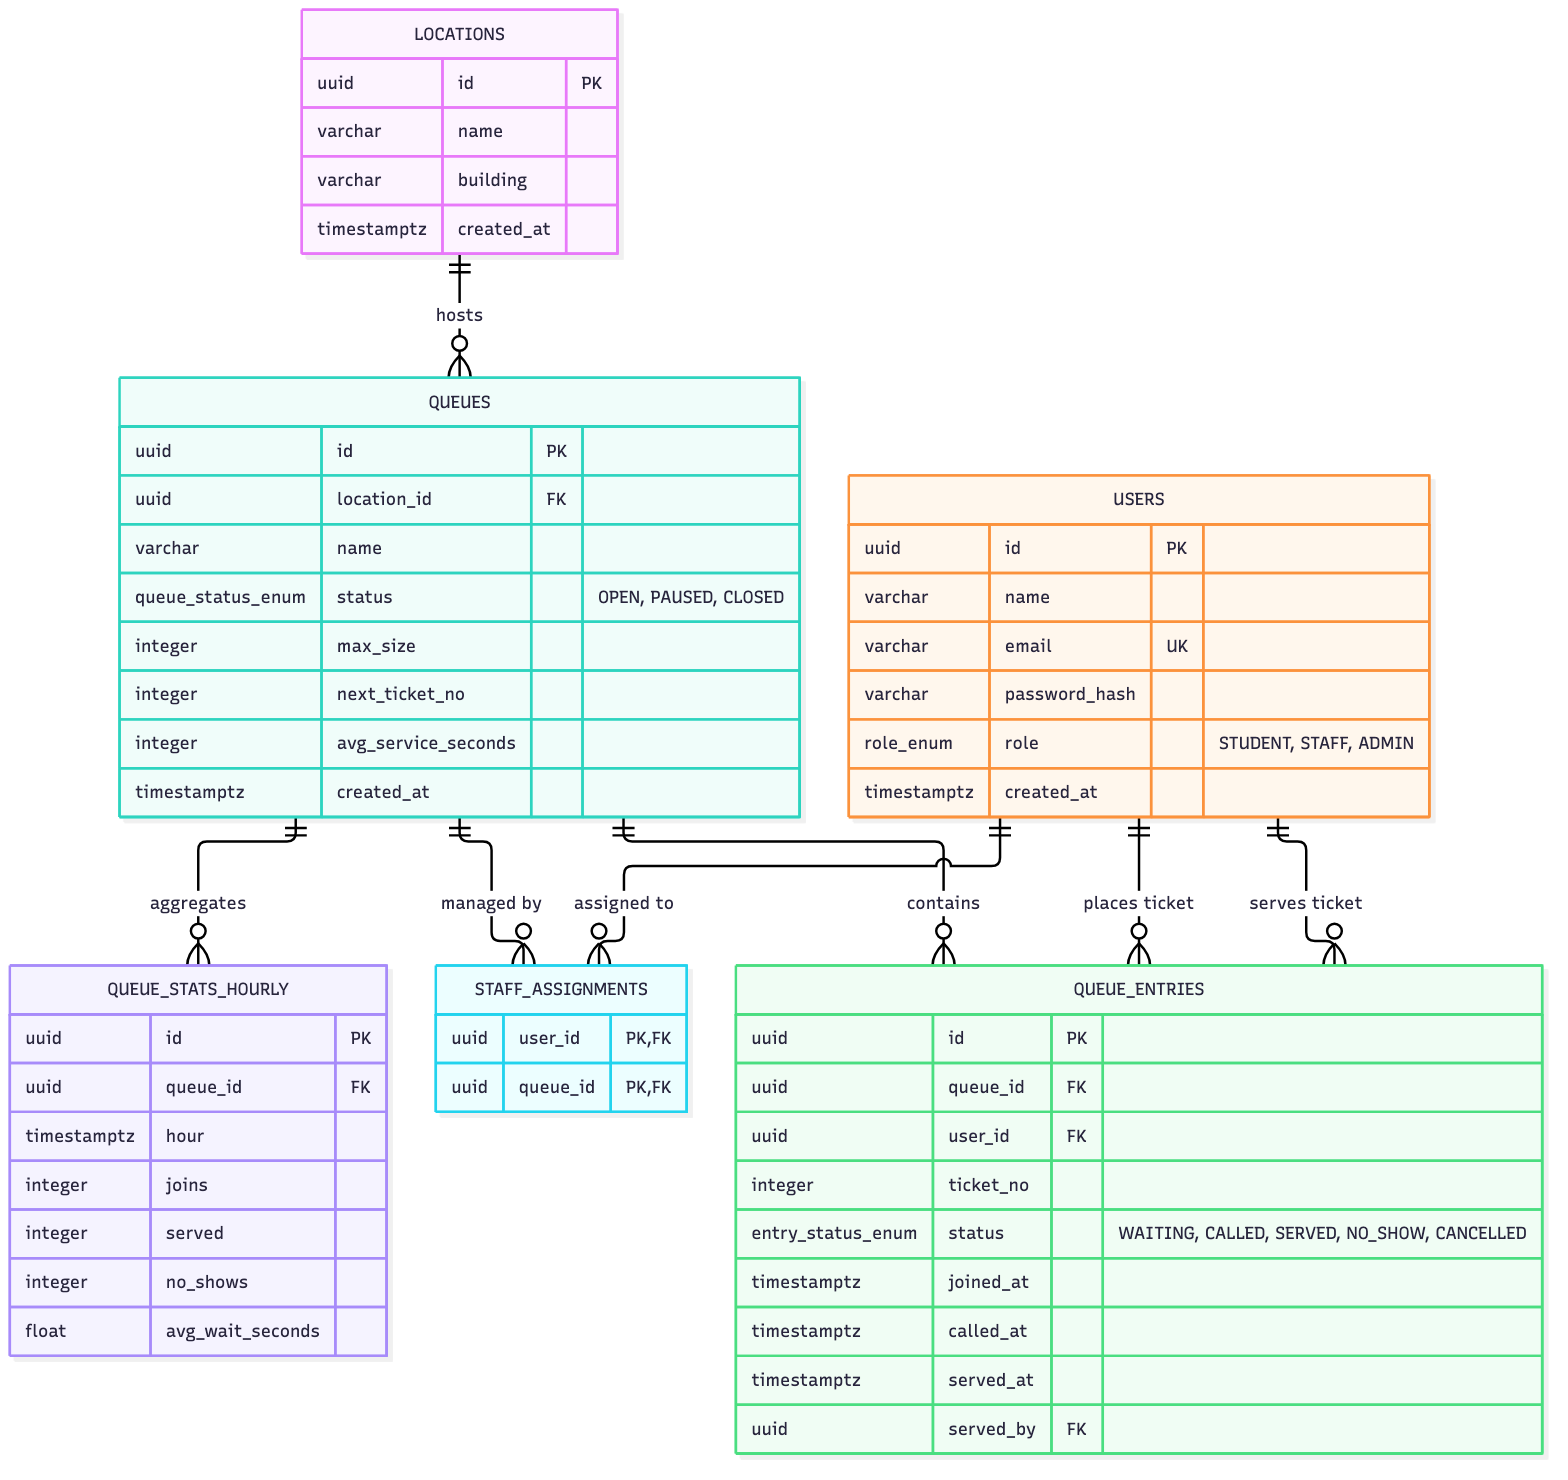 LOCATIONS
uuid id PK
varchar name
varchar building
timestamptz created_at
hosts
QUEUES
uuid id PK
uuid location_id FK
varchar name
queue_status_enum status OPEN, PAUSED, CLOSED
integer max_size
integer next_ticket_no
integer avg_service_seconds
timestamptz created_at
USERS
uuid id PK
varchar name
varchar email UK
varchar password_hash
role_enum role STUDENT, STAFF, ADMIN
timestamptz created_at
aggregates
managed by
assigned to
contains
places ticket
serves ticket
QUEUE_STATS_HOURLY
uuid id PK
uuid queue_id FK
timestamptz hour
integer joins
integer served
integer no_shows
float avg_wait_seconds
STAFF_ASSIGNMENTS
uuid user_id PK,FK
uuid queue_id PK,FK
QUEUE_ENTRIES
uuid id PK
uuid queue_id FK
uuid user_id FK
integer ticket_no
entry_status_enum status WAITING, CALLED, SERVED, NO_SHOW, CANCELLED
timestamptz joined_at
timestamptz called_at
timestamptz served_at
uuid served_by FK